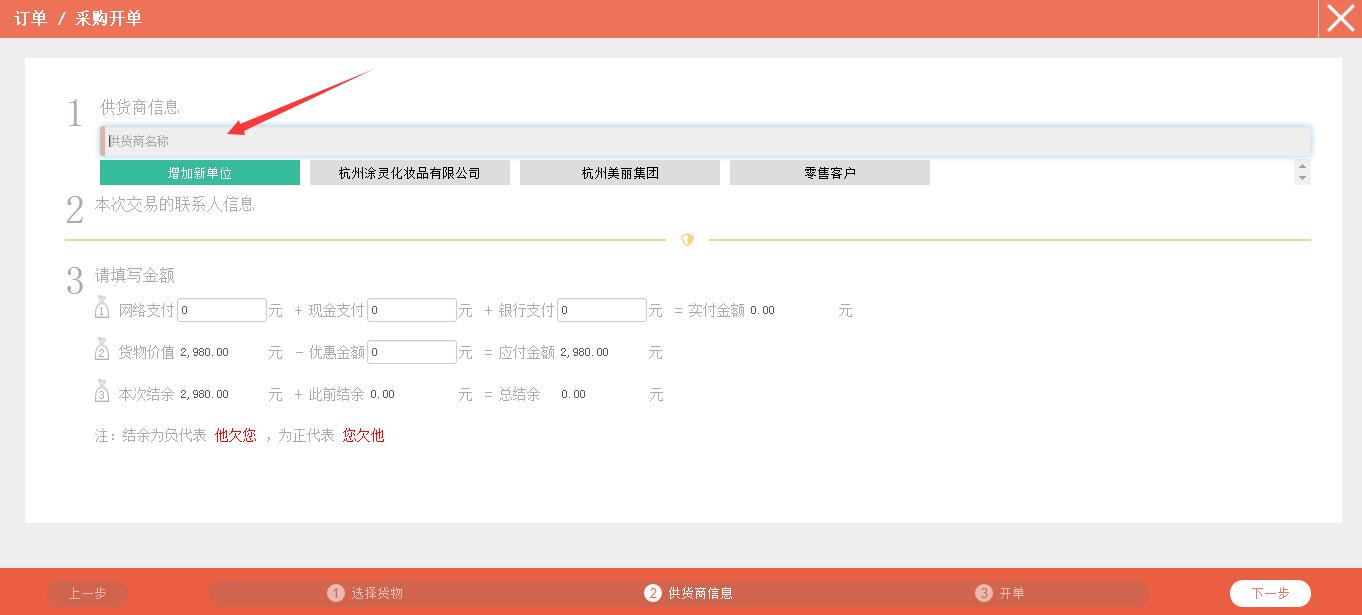 订单 / 采购开单
1 供货商信息
供货商名称
增加新单位 杭州涂灵化妆品有限公司 杭州美丽集团 零售客户
2 本次交易的联系人信息
3 请填写金额
1 网络支付 0 元 + 现金支付 0 元 + 银行支付 0 元 = 实付金额 0.00 元
2 货物价值 2,980.00 元 - 优惠金额 0 元 = 应付金额 2,980.00 元
3 本次结余 2,980.00 元 + 此前结余 0.00 元 = 总结余 0.00 元
注：结余为负代表 他欠您 ，为正代表 您欠他
上一步 1 选择货物 2 供货商信息 3 开单 下一步